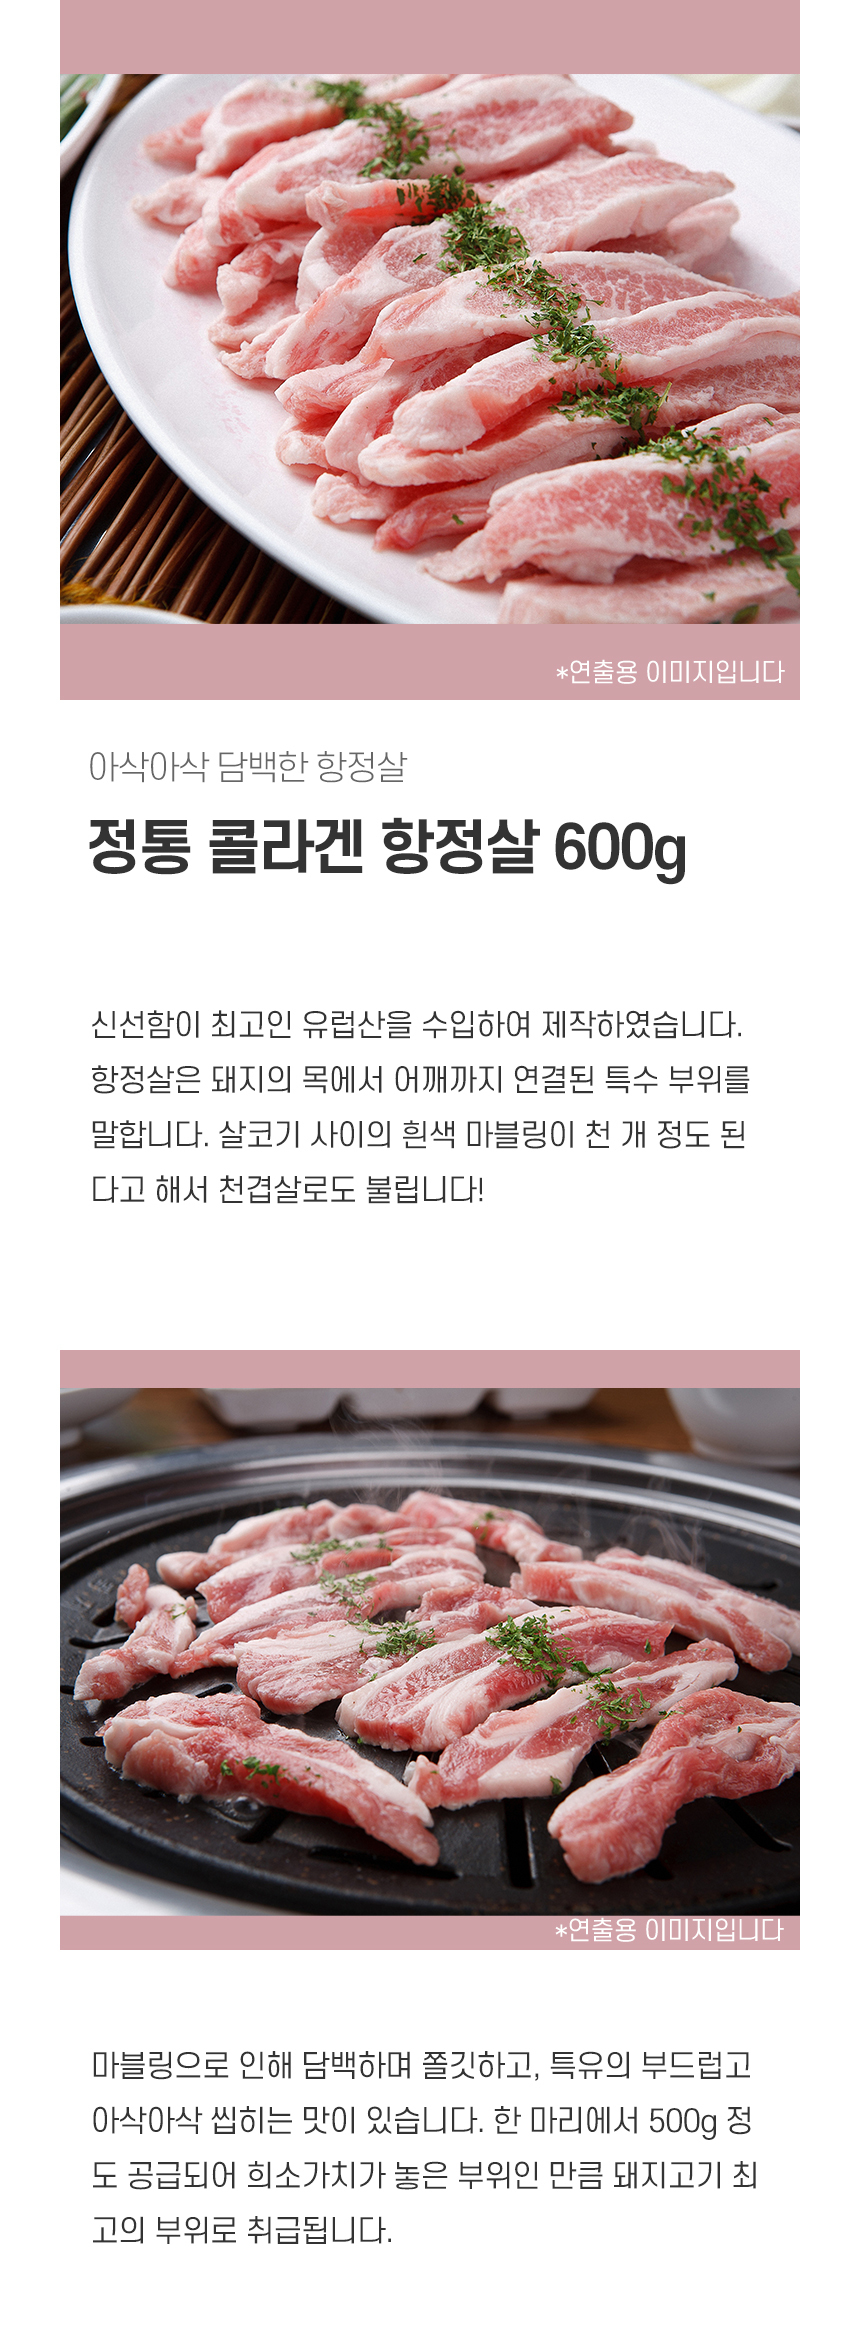 *연출용 이미지입니다
아삭아삭 담백한 항정살
정통 콜라겐 항정살 600g
신선함이 최고인 유럽산을 수입하여 제작하였습니다.
항정살은 돼지의 목에서 어깨까지 연결된 특수 부위를
말합니다. 살코기 사이의 흰색 마블링이 천 개 정도 된
다고 해서 천겹살로도 불립니다!
*연출용 이미지입니다
마블링으로 인해 담백하며 쫄깃하고, 특유의 부드럽고
아삭아삭 씹히는 맛이 있습니다. 한 마리에서 500g 정
도 공급되어 희소가치가 놓은 부위인 만큼 돼지고기 최
고의 부위로 취급됩니다.